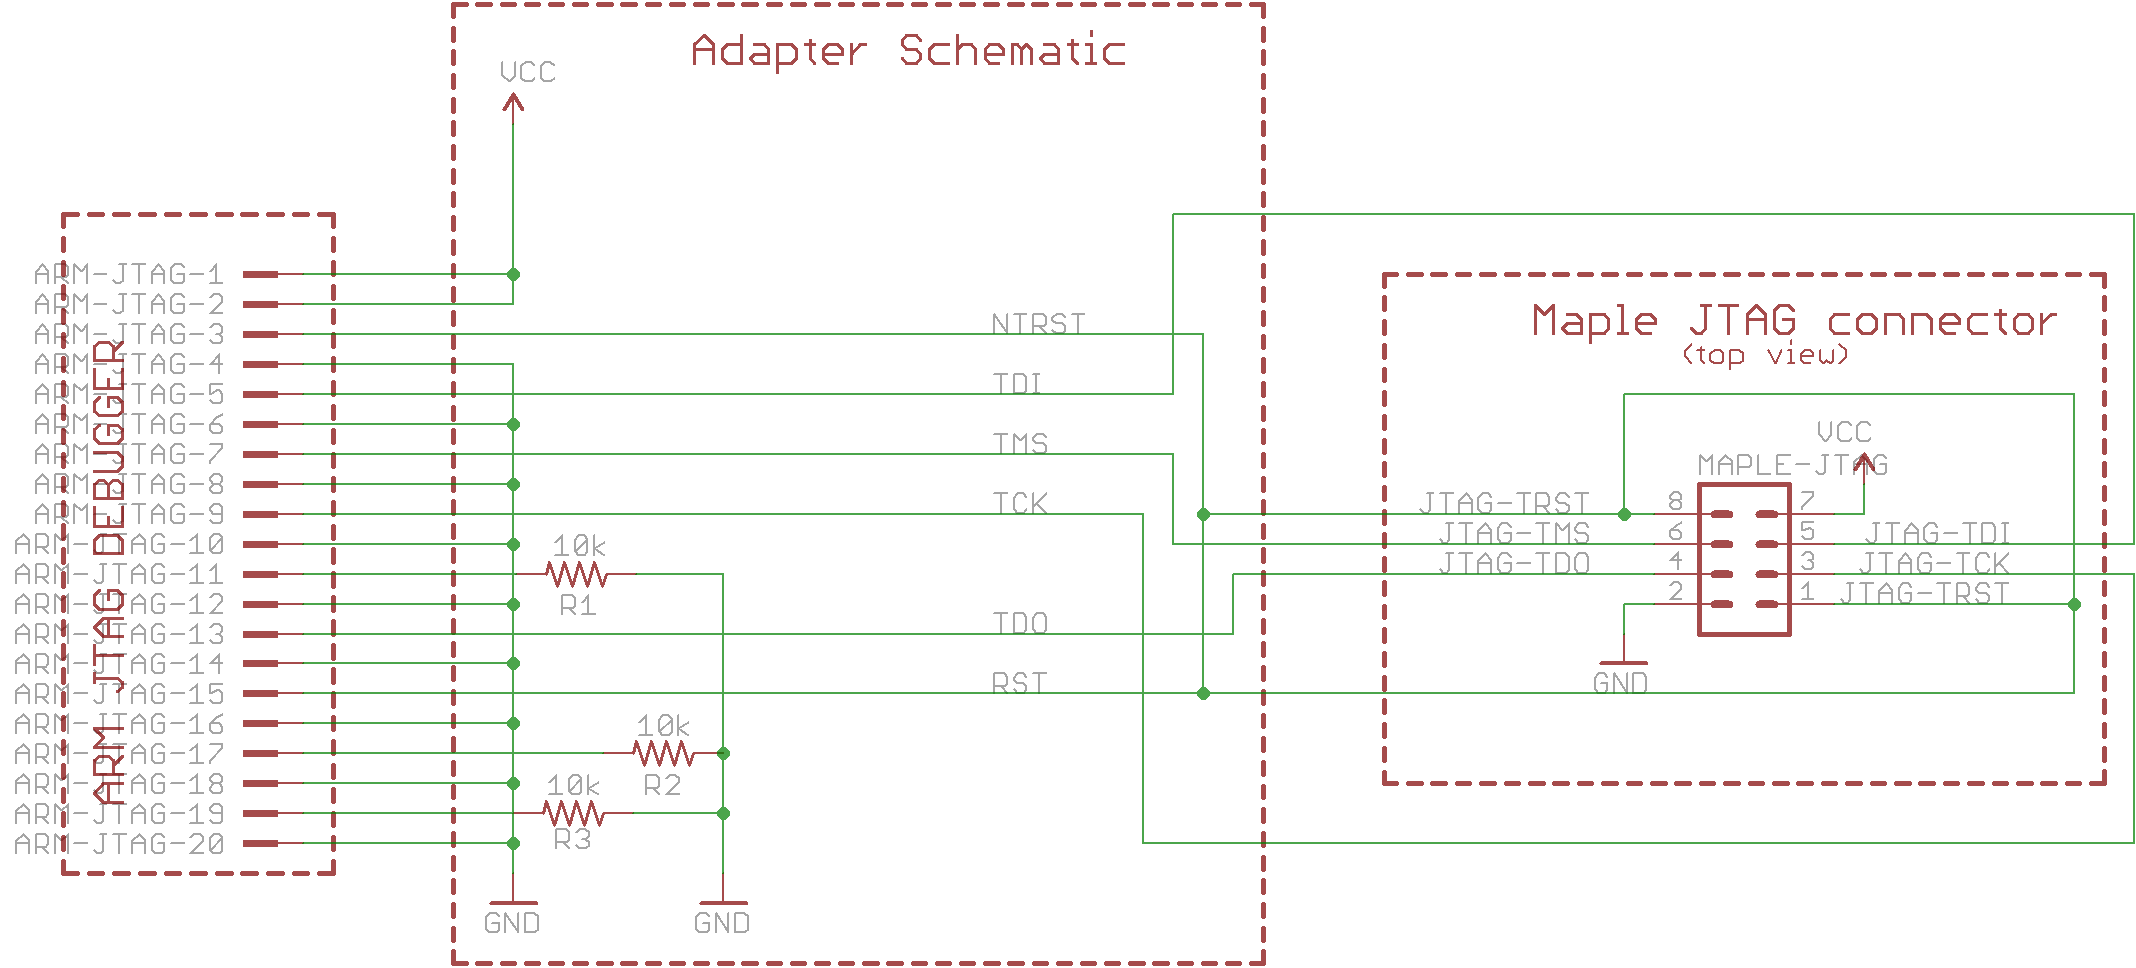 Adapter Schematic
VCC
ARM JTAG DEBUGGER
ARM-JTAG-1
ARM-JTAG-2
ARM-JTAG-3
ARM-JTAG-4
ARM-JTAG-5
ARM-JTAG-6
ARM-JTAG-7
ARM-JTAG-8
ARM-JTAG-9
ARM-JTAG-10
ARM-JTAG-11
ARM-JTAG-12
ARM-JTAG-13
ARM-JTAG-14
ARM-JTAG-15
ARM-JTAG-16
ARM-JTAG-17
ARM-JTAG-18
ARM-JTAG-19
ARM-JTAG-20
NTRST
TDI
TMS
TCK
10k
R1
TDO
RST
10k
R2
10k
R3
GND
GND
Maple JTAG connector
(top view)
VCC
MAPLE-JTAG
JTAG-TRST 8 7
JTAG-TMS 6 5 JTAG-TDI
JTAG-TDO 4 3 JTAG-TCK
2 1 JTAG-TRST
GND